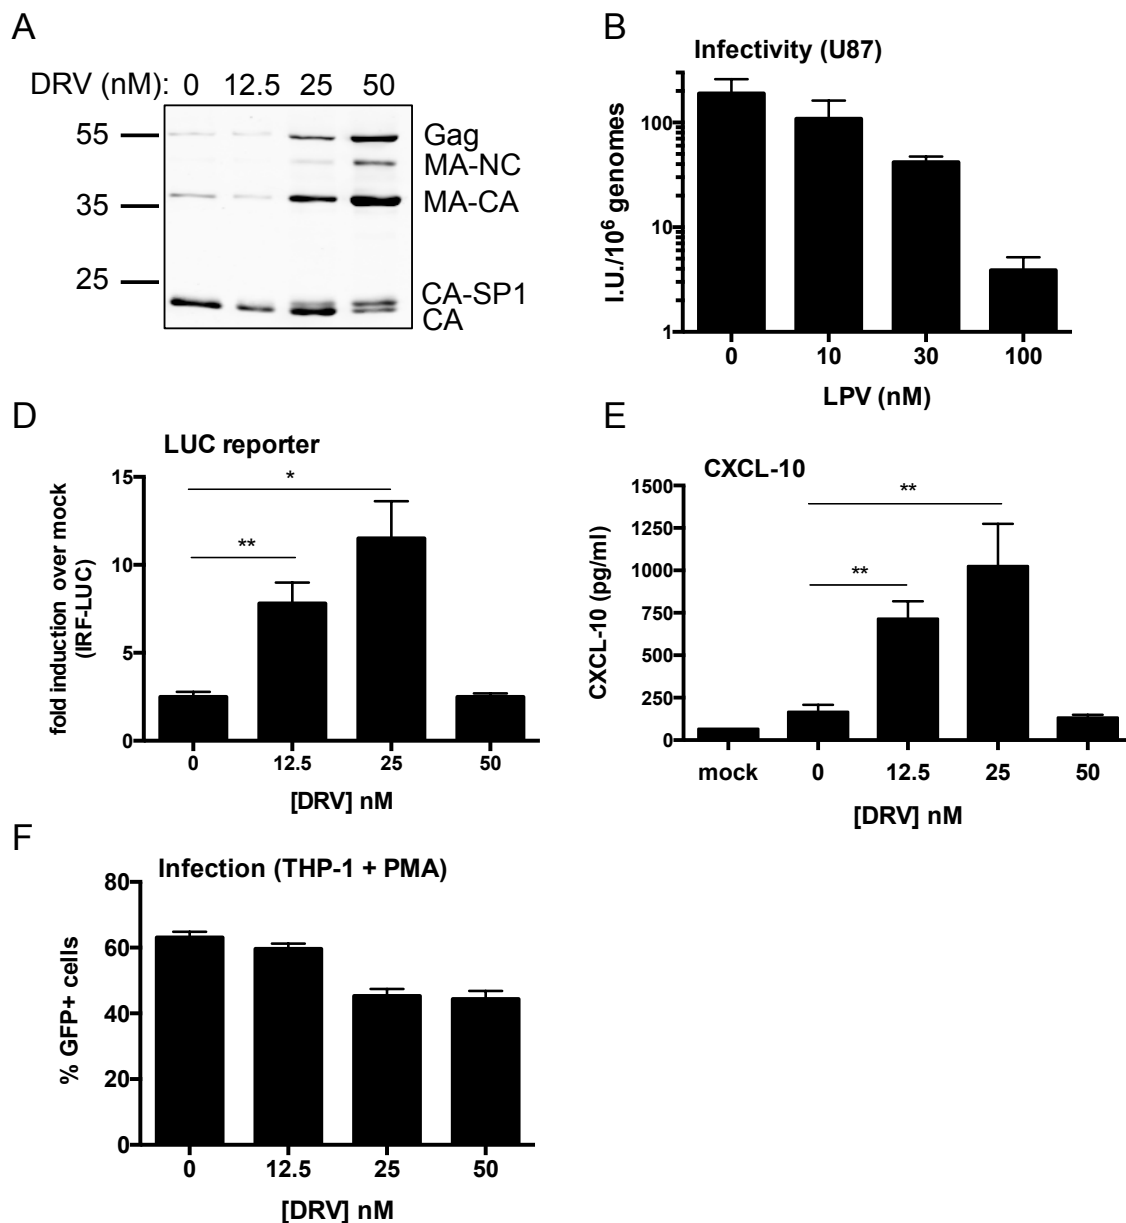 A
DRV (nM): 0 12.5 25 50
55
35
25
Gag
MA-NC
MA-CA
CA-SP1
CA
B
Infectivity (U87)
I.U./10⁶ genomes
100
10
1
0 10 30 100
LPV (nM)
D
LUC reporter
fold induction over mock
(IRF-LUC)
15
10
5
0
*
**
0 12.5 25 50
[DRV] nM
E
CXCL-10
CXCL-10 (pg/ml)
1500
1250
1000
750
500
250
0
**
**
mock 0 12.5 25 50
[DRV] nM
F
Infection (THP-1 + PMA)
% GFP+ cells
80
60
40
20
0
0 12.5 25 50
[DRV] nM